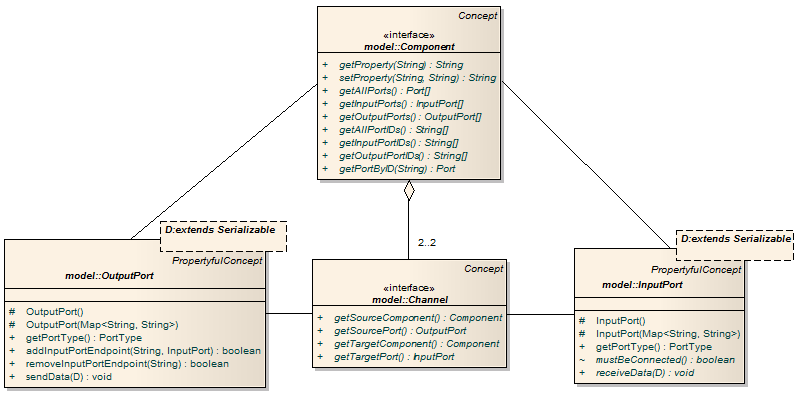 Concept
«interface»
model::Component
+ getProperty(String) : String
+ setProperty(String, String) : String
+ getAllPorts() : Port[]
+ getInputPorts() : InputPort[]
+ getOutputPorts() : OutputPort[]
+ getAllPortIDs() : String[]
+ getInputPortIDs() : String[]
+ getOutputPortIDs() : String[]
+ getPortByID(String) : Port
2..2
D:extends Serializable
PropertyfulConcept
model::OutputPort
# OutputPort()
# OutputPort(Map<String, String>)
+ getPortType() : PortType
+ addInputPortEndpoint(String, InputPort) : boolean
+ removeInputPortEndpoint(String) : boolean
+ sendData(D) : void
Concept
«interface»
model::Channel
+ getSourceComponent() : Component
+ getSourcePort() : OutputPort
+ getTargetComponent() : Component
+ getTargetPort() : InputPort
D:extends Serializable
PropertyfulConcept
model::InputPort
# InputPort()
# InputPort(Map<String, String>)
+ getPortType() : PortType
~ mustBeConnected() : boolean
+ receiveData(D) : void